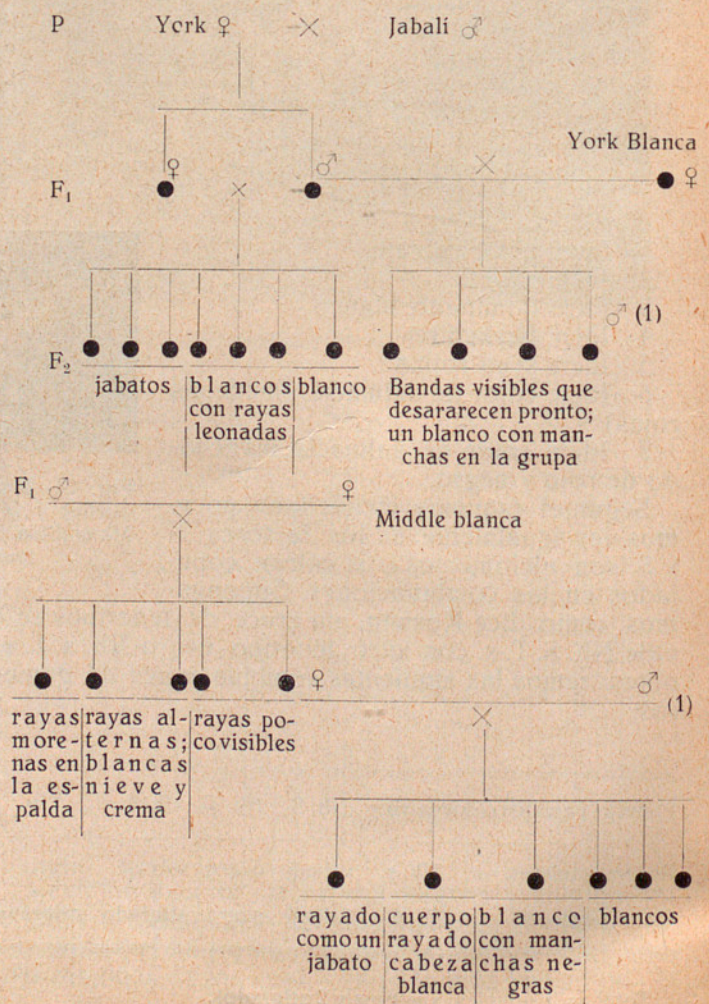 P York ♀ × Jabalí ♂
York Blanca
♀ ♂ ×
F₁ × ♀
♂ (1)
F₂
jabatos
blancos
con rayas
leonadas
blanco
Bandas visibles que
desararecen pronto;
un blanco con man-
chas en la grupa
F₁ ♂ × ♀
Middle blanca
♀ × ♂ (1)
rayas
more-
nas en
la es-
palda
rayas al-
ternas;
blancas
nieve y
crema
rayas po-
co visibles
rayado
como un
jabato
cuerpo
rayado
cabeza
blanca
blanco
con man-
chas ne-
gras
blancos